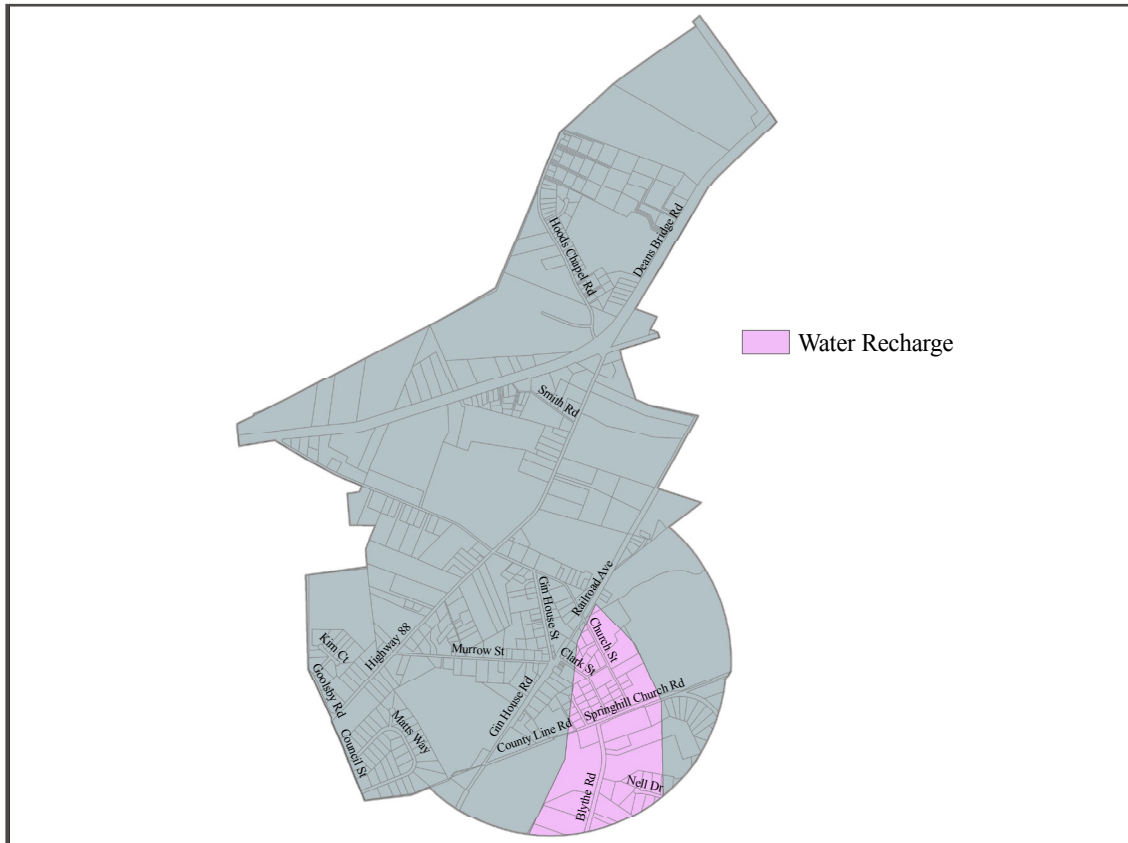 Deans Bridge Rd
Hoods Chapel Rd
Water Recharge
Smith Rd
Railroad Ave
Gin House St
Church St
Highway 88
Kim Ct
Murrow St
Clark St
Goolsby Rd
Gin House Rd
Springhill Church Rd
Matts Way
County Line Rd
Council St
Nell Dr
Blythe Rd